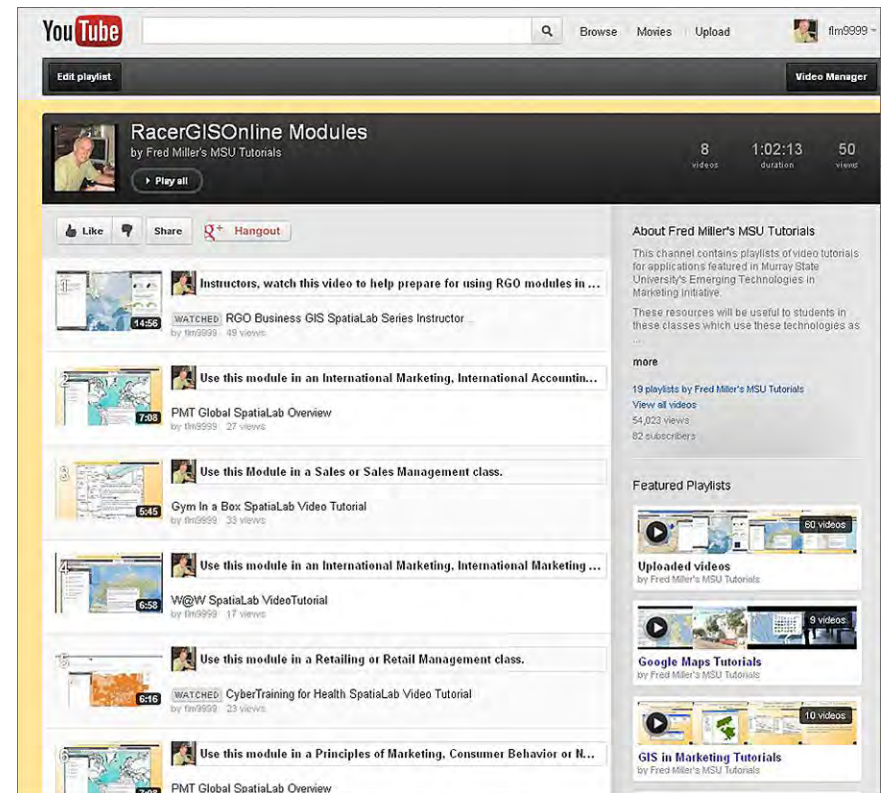 YouTube
Browse Movies Upload flm9999
Edit playlist
Video Manager
RacerGISOnline Modules
by Fred Miller's MSU Tutorials
Play all
8 1:02:13 50
videos duration views
Like Share g+ Hangout
1
14:56
Instructors, watch this video to help prepare for using RGO modules in ...
WATCHED RGO Business GIS SpatiaLab Series Instructor ...
by flm9999 49 views
2
7:08
Use this module in an International Marketing, International Accountin...
PMT Global SpatiaLab Overview
by flm9999 27 views
3
5:45
Use this Module in a Sales or Sales Management class.
Gym In a Box SpatiaLab Video Tutorial
by flm9999 33 views
4
6:58
Use this module in an International Marketing, International Marketing ...
W@W SpatiaLab VideoTutorial
by flm9999 17 views
5
6:16
Use this module in a Retailing or Retail Management class.
WATCHED CyberTraining for Health SpatiaLab Video Tutorial
by flm9999 23 views
6
7:08
Use this module in a Principles of Marketing, Consumer Behavior or N...
PMT Global SpatiaLab Overview
About Fred Miller's MSU Tutorials
This channel contains playlists of video tutorials
for applications featured in Murray State
University's Emerging Technologies in
Marketing Initiative.
These resources will be useful to students in
these classes which use these technologies as
...
more
19 playlists by Fred Miller's MSU Tutorials
View all videos
54,023 views
82 subscribers
Featured Playlists
60 videos
Uploaded videos
by Fred Miller's MSU Tutorials
9 videos
Google Maps Tutorials
by Fred Miller's MSU Tutorials
10 videos
GIS in Marketing Tutorials
by Fred Miller's MSU Tutorials